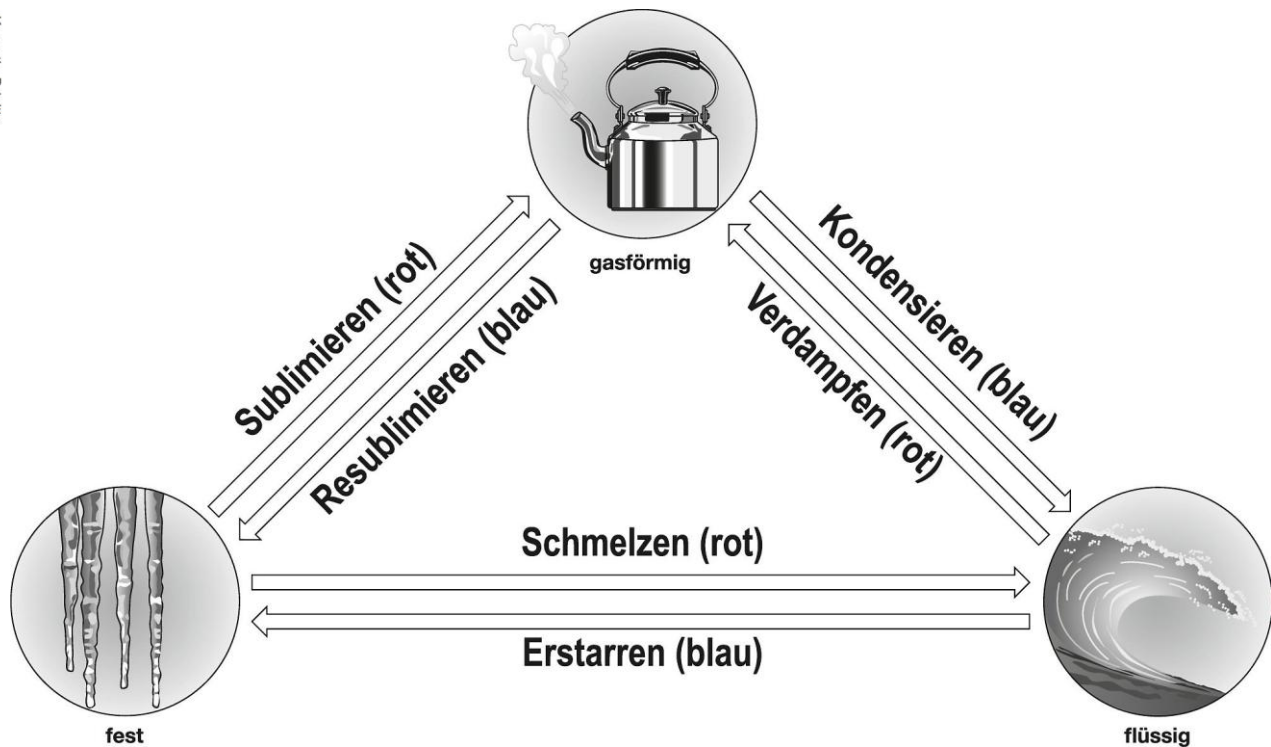 gasförmig
Sublimieren (rot)
Resublimieren (blau)
Kondensieren (blau)
Verdampfen (rot)
Schmelzen (rot)
Erstarren (blau)
fest
flüssig